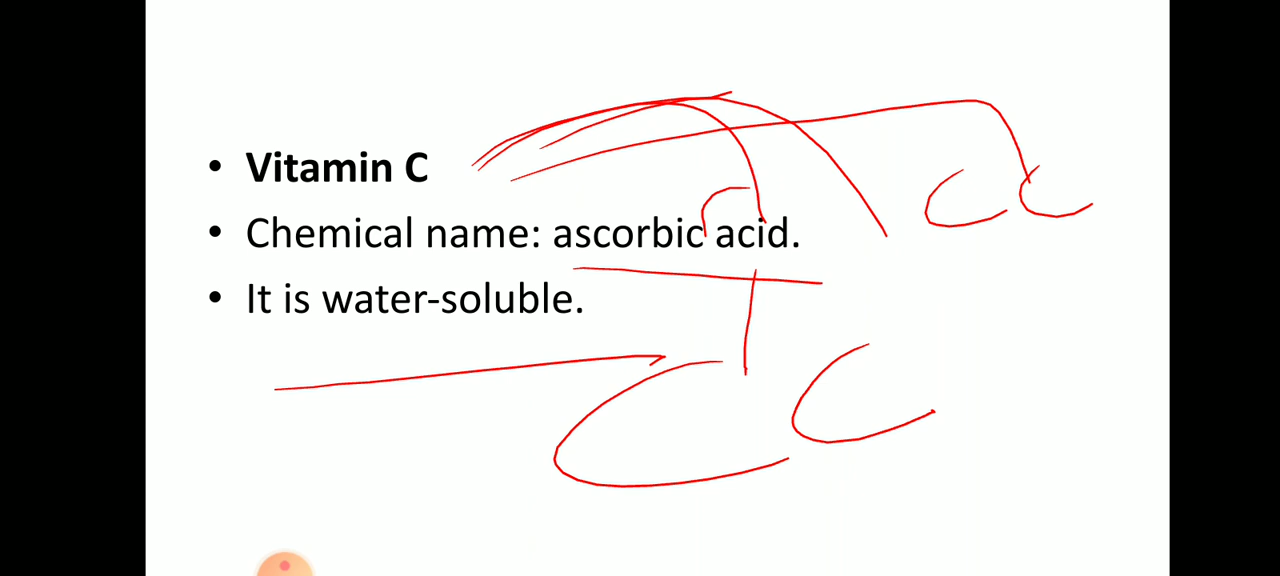 • Vitamin C
• Chemical name: ascorbic acid.
• It is water-soluble.
C C
C C